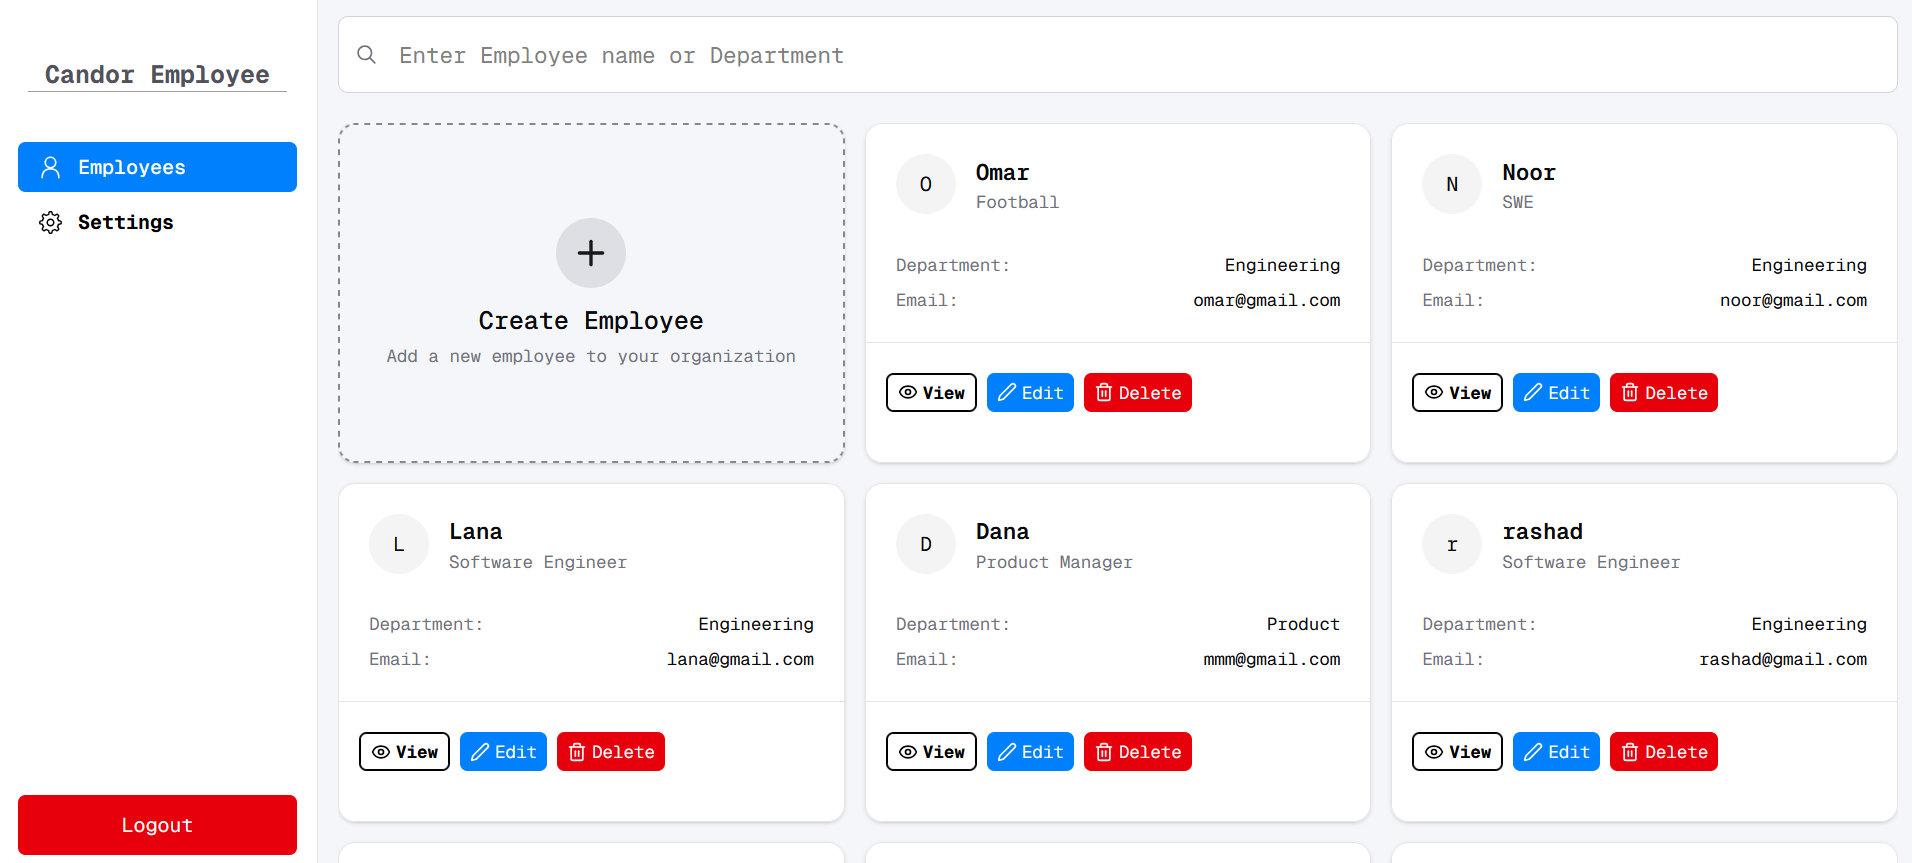 Candor Employee
Employees
Settings
Logout
Enter Employee name or Department
Create Employee
Add a new employee to your organization
O
Omar
Football
Department: Engineering
Email: omar@gmail.com
View Edit Delete
N
Noor
SWE
Department: Engineering
Email: noor@gmail.com
View Edit Delete
L
Lana
Software Engineer
Department: Engineering
Email: lana@gmail.com
View Edit Delete
D
Dana
Product Manager
Department: Product
Email: mmm@gmail.com
View Edit Delete
r
rashad
Software Engineer
Department: Engineering
Email: rashad@gmail.com
View Edit Delete